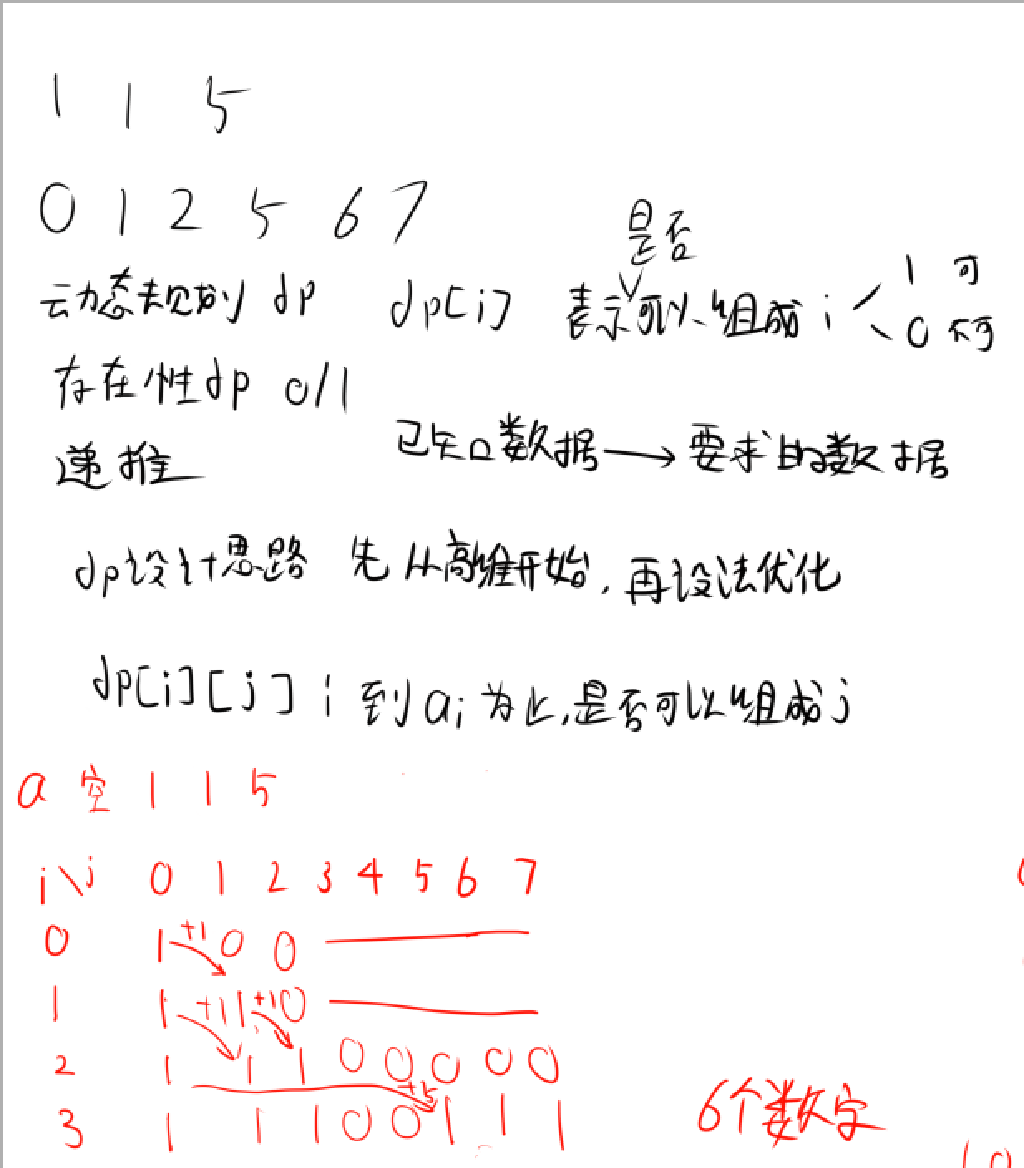 1 1 5
0 1 2 5 6 7
是否
动态规划 dp dp[i] 表示可以组成 i 1 可
0 不可
存在性dp 0/1
递推 已知数据→要求的数据
dp设计思路 先从高维开始,再设法优化
dp[i][j] i 到ai为止,是否可以组成j
a 空 1 1 5
i\j 0 1 2 3 4 5 6 7
0 1 +1 0 0
1 1 +1 1 +1 0
2 1 1 1 0 0 0 0 0
+5
3 1 1 1 0 0 1 1 1 6个数字